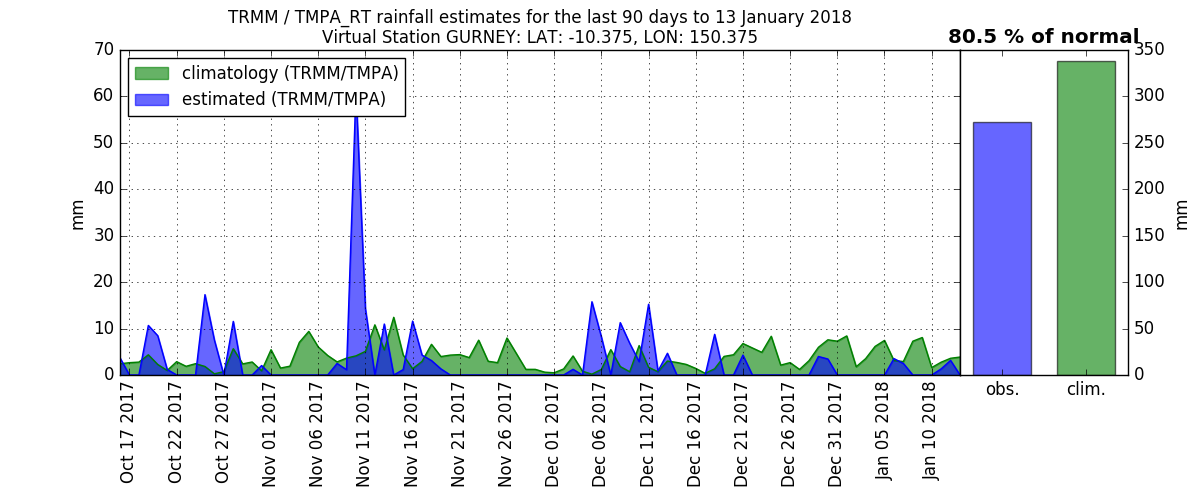 TRMM / TMPA_RT rainfall estimates for the last 90 days to 13 January 2018
Virtual Station GURNEY: LAT: -10.375, LON: 150.375
80.5 % of normal
climatology (TRMM/TMPA)
estimated (TRMM/TMPA)
mm
70
60
50
40
30
20
10
0
Oct 17 2017
Oct 22 2017
Oct 27 2017
Nov 01 2017
Nov 06 2017
Nov 11 2017
Nov 16 2017
Nov 21 2017
Nov 26 2017
Dec 01 2017
Dec 06 2017
Dec 11 2017
Dec 16 2017
Dec 21 2017
Dec 26 2017
Dec 31 2017
Jan 05 2018
Jan 10 2018
obs.
clim.
350
300
250
200
150
100
50
0
mm